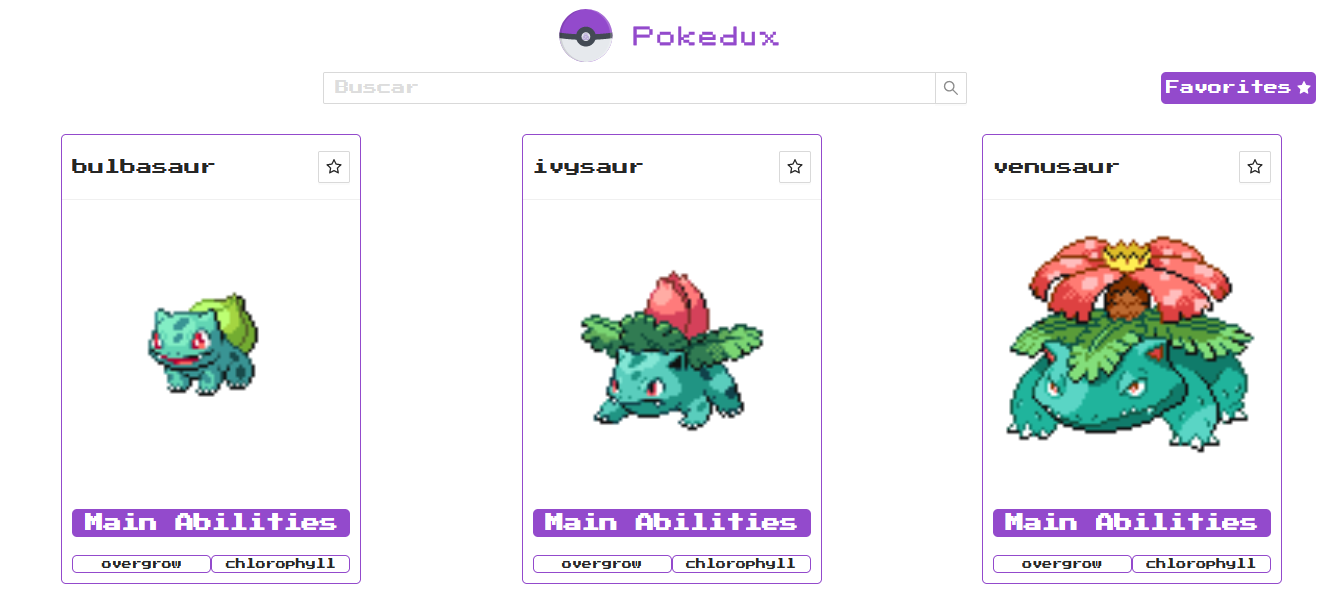 Pokedux
Buscar
Favorites
bulbasaur
ivysaur
venusaur
Main Abilities
Main Abilities
Main Abilities
overgrow chlorophyll
overgrow chlorophyll
overgrow chlorophyll